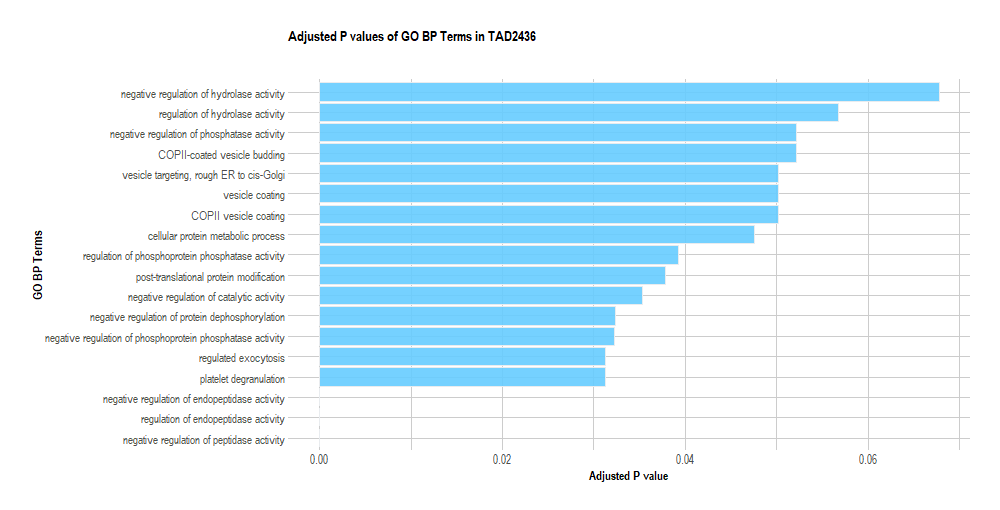 Adjusted P values of GO BP Terms in TAD2436
negative regulation of hydrolase activity
regulation of hydrolase activity
negative regulation of phosphatase activity
COPII-coated vesicle budding
vesicle targeting, rough ER to cis-Golgi
vesicle coating
COPII vesicle coating
cellular protein metabolic process
regulation of phosphoprotein phosphatase activity
post-translational protein modification
negative regulation of catalytic activity
negative regulation of protein dephosphorylation
negative regulation of phosphoprotein phosphatase activity
regulated exocytosis
platelet degranulation
negative regulation of endopeptidase activity
regulation of endopeptidase activity
negative regulation of peptidase activity
GO BP Terms
0.00 0.02 0.04 0.06
Adjusted P value